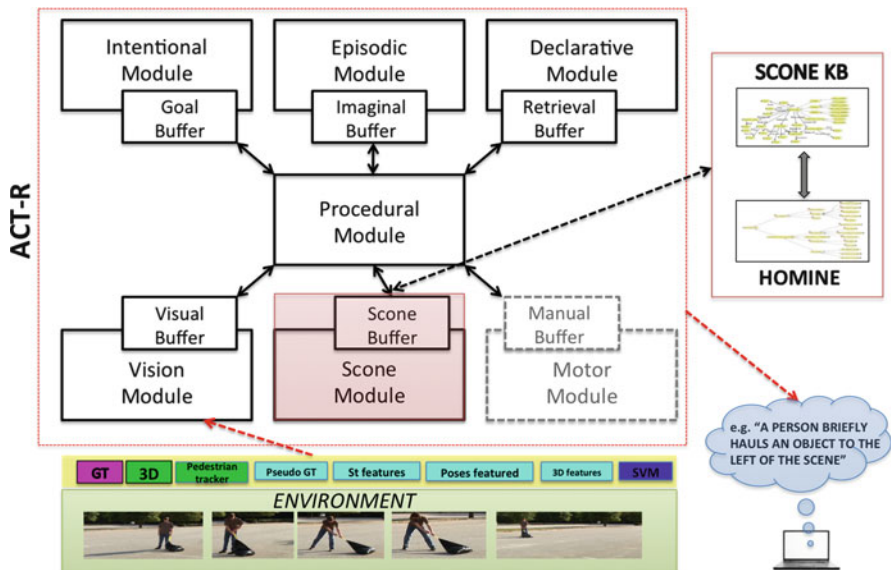 ACT-R
Intentional
Module
Goal
Buffer
Episodic
Module
Imaginal
Buffer
Declarative
Module
Retrieval
Buffer
Procedural
Module
Visual
Buffer
Vision
Module
Scone
Buffer
Scone
Module
Manual
Buffer
Motor
Module
SCONE KB
HOMINE
e.g. “A PERSON BRIEFLY
HAULS AN OBJECT TO THE
LEFT OF THE SCENE”
GT
3D
Pedestrian
tracker
Pseudo GT
St features
Poses featured
3D features
SVM
ENVIRONMENT